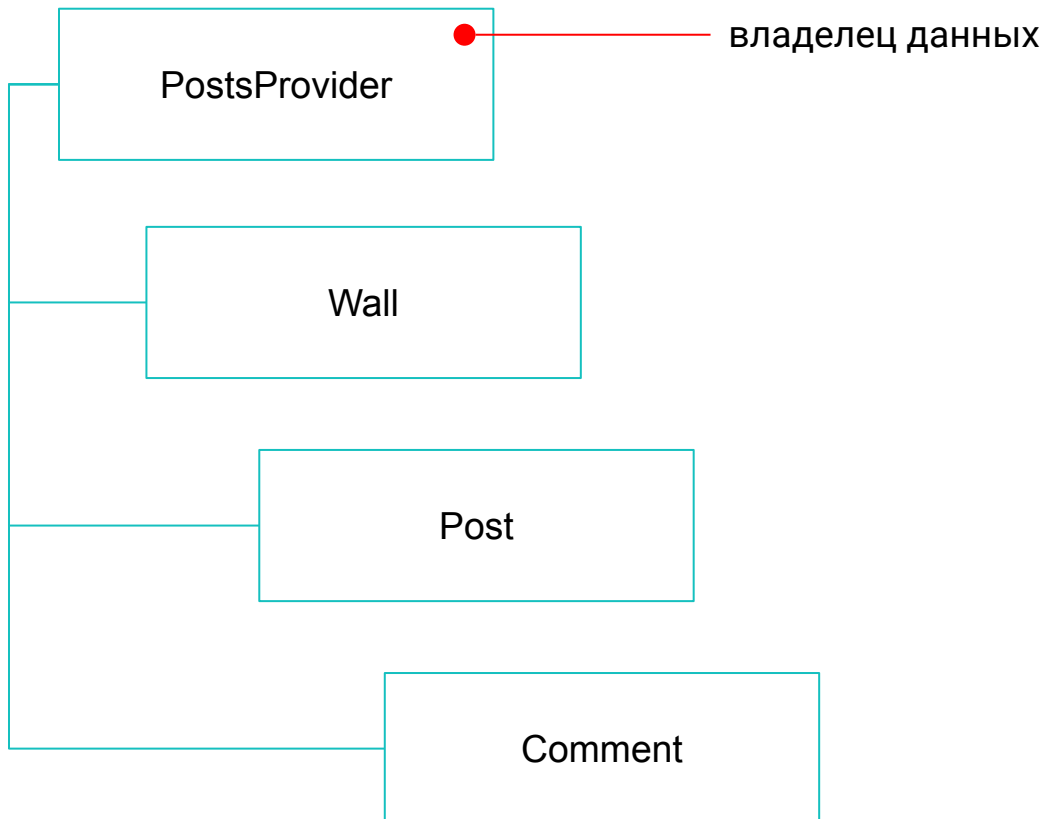 владелец данных
PostsProvider
Wall
Post
Comment